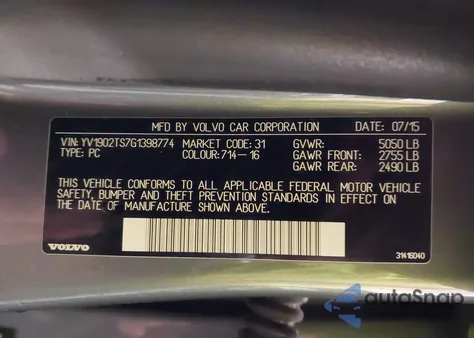 MFD BY VOLVO CAR CORPORATION DATE: 07/15
VIN: YV1902TS7G1398774 MARKET CODE: 31 GVWR: 5050 LB
TYPE: PC COLOUR: 714-16 GAWR FRONT: 2755 LB
GAWR REAR: 2490 LB
THIS VEHICLE CONFORMS TO ALL APPLICABLE FEDERAL MOTOR VEHICLE
SAFETY, BUMPER AND THEFT PREVENTION STANDARDS IN EFFECT ON
THE DATE OF MANUFACTURE SHOWN ABOVE.
VOLVO 31416040
autoSnap